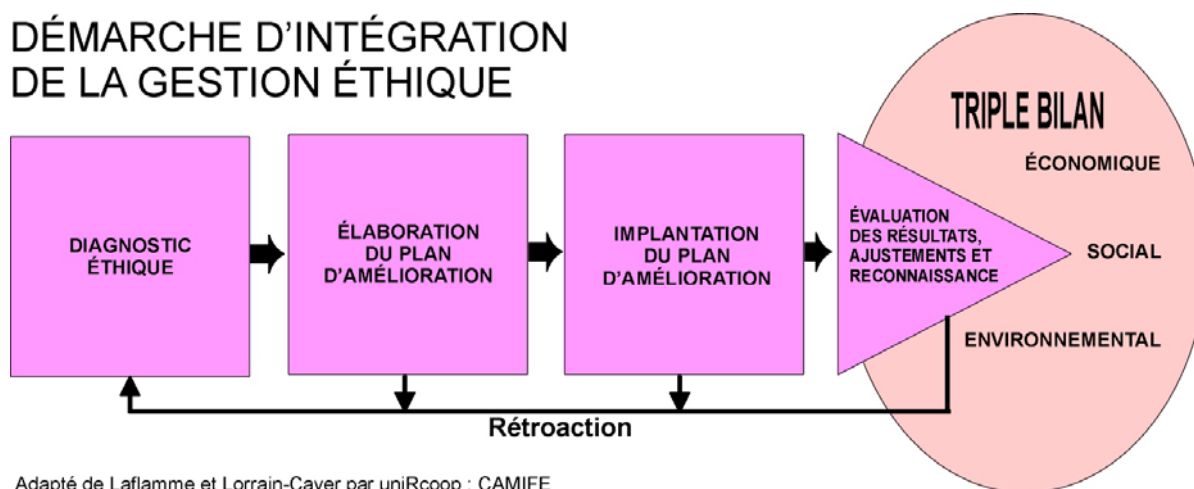 DÉMARCHE D'INTÉGRATION
DE LA GESTION ÉTHIQUE
TRIPLE BILAN
ÉCONOMIQUE
SOCIAL
ENVIRONNEMENTAL
DIAGNOSTIC
ÉTHIQUE
ÉLABORATION
DU PLAN
D'AMÉLIORATION
IMPLANTATION
DU PLAN
D'AMÉLIORATION
ÉVALUATION
DES RÉSULTATS,
AJUSTEMENTS ET
RECONNAISSANCE
Rétroaction
Adapté de Laflamme et Lorrain-Cayer par uniRcoop : CAMIFE